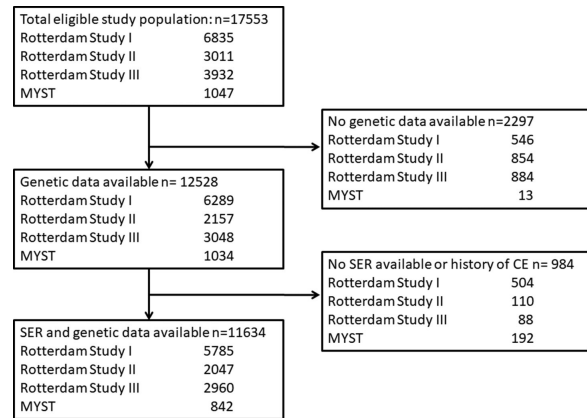 Total eligible study population: n=17553
Rotterdam Study I 6835
Rotterdam Study II 3011
Rotterdam Study III 3932
MYST 1047
No genetic data available n=2297
Rotterdam Study I 546
Rotterdam Study II 854
Rotterdam Study III 884
MYST 13
Genetic data available n= 12528
Rotterdam Study I 6289
Rotterdam Study II 2157
Rotterdam Study III 3048
MYST 1034
No SER available or history of CE n= 984
Rotterdam Study I 504
Rotterdam Study II 110
Rotterdam Study III 88
MYST 192
SER and genetic data available n=11634
Rotterdam Study I 5785
Rotterdam Study II 2047
Rotterdam Study III 2960
MYST 842